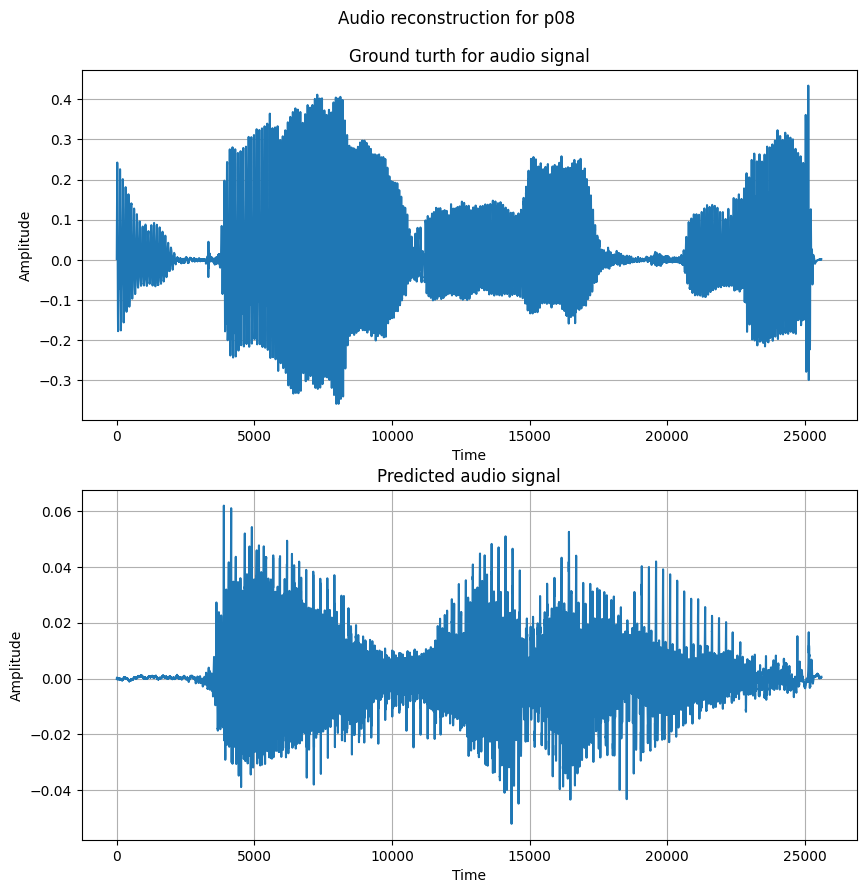 Audio reconstruction for p08
Ground turth for audio signal
0.4
0.3
0.2
0.1
0.0
−0.1
−0.2
−0.3
Amplitude
0 5000 10000 15000 20000 25000
Time
Predicted audio signal
0.06
0.04
0.02
0.00
−0.02
−0.04
Amplitude
0 5000 10000 15000 20000 25000
Time